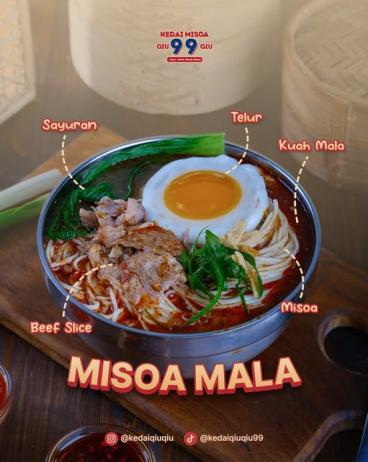 KEDAI MISOA
QIU 99 QIU
Sayuran
Telur
Kuah Mala
Misoa
Beef Slice
MISOA MALA
@kedaiqiuqiu
@kedaiqiuqiu99